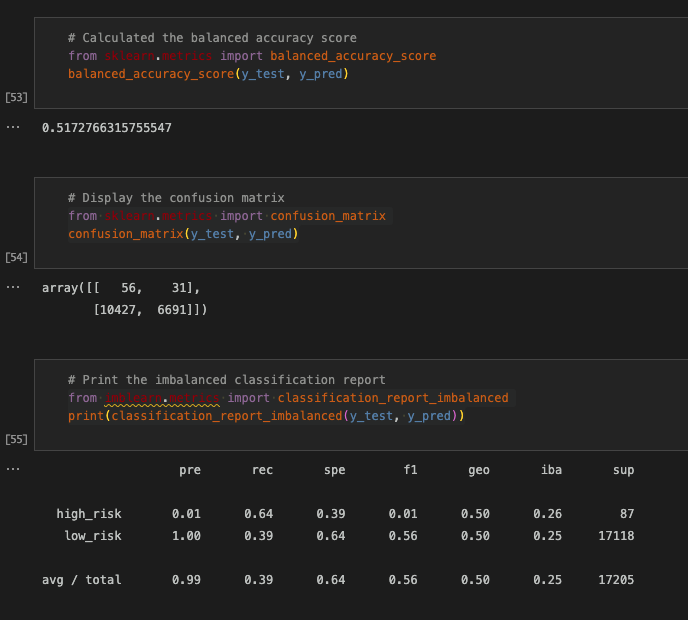 # Calculated the balanced accuracy score
from sklearn.metrics import balanced_accuracy_score
balanced_accuracy_score(y_test, y_pred)
[53]
... 0.5172766315755547
# Display the confusion matrix
from sklearn.metrics import confusion_matrix
confusion_matrix(y_test, y_pred)
[54]
... array([[   56,    31],
       [10427,  6691]])
# Print the imbalanced classification report
from imblearn.metrics import classification_report_imbalanced
print(classification_report_imbalanced(y_test, y_pred))
[55]
... pre rec spe f1 geo iba sup
high_risk 0.01 0.64 0.39 0.01 0.50 0.26 87
low_risk 1.00 0.39 0.64 0.56 0.50 0.25 17118
avg / total 0.99 0.39 0.64 0.56 0.50 0.25 17205